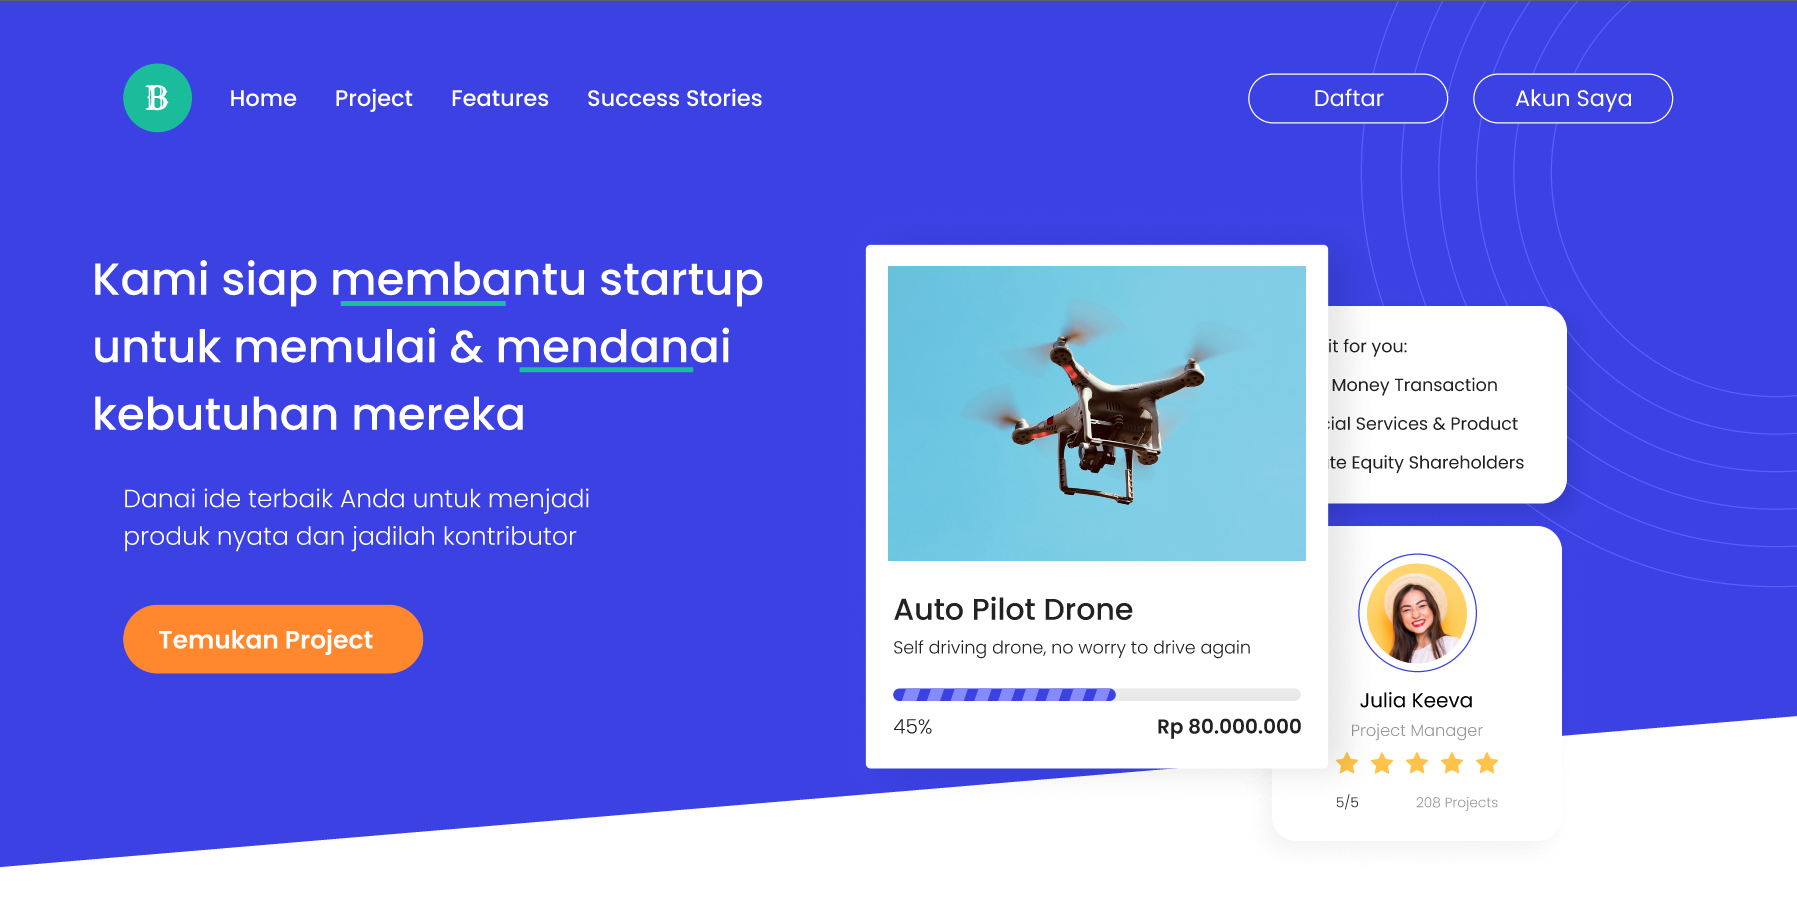 B
Home
Project
Features
Success Stories
Daftar
Akun Saya
Kami siap membantu startup
untuk memulai & mendanai
kebutuhan mereka
Danai ide terbaik Anda untuk menjadi
produk nyata dan jadilah kontributor
Temukan Project
Auto Pilot Drone
Self driving drone, no worry to drive again
45%
Rp 80.000.000
for you:
Money Transaction
Services & Product
Equity Shareholders
Julia Keeva
Project Manager
5/5
208 Projects